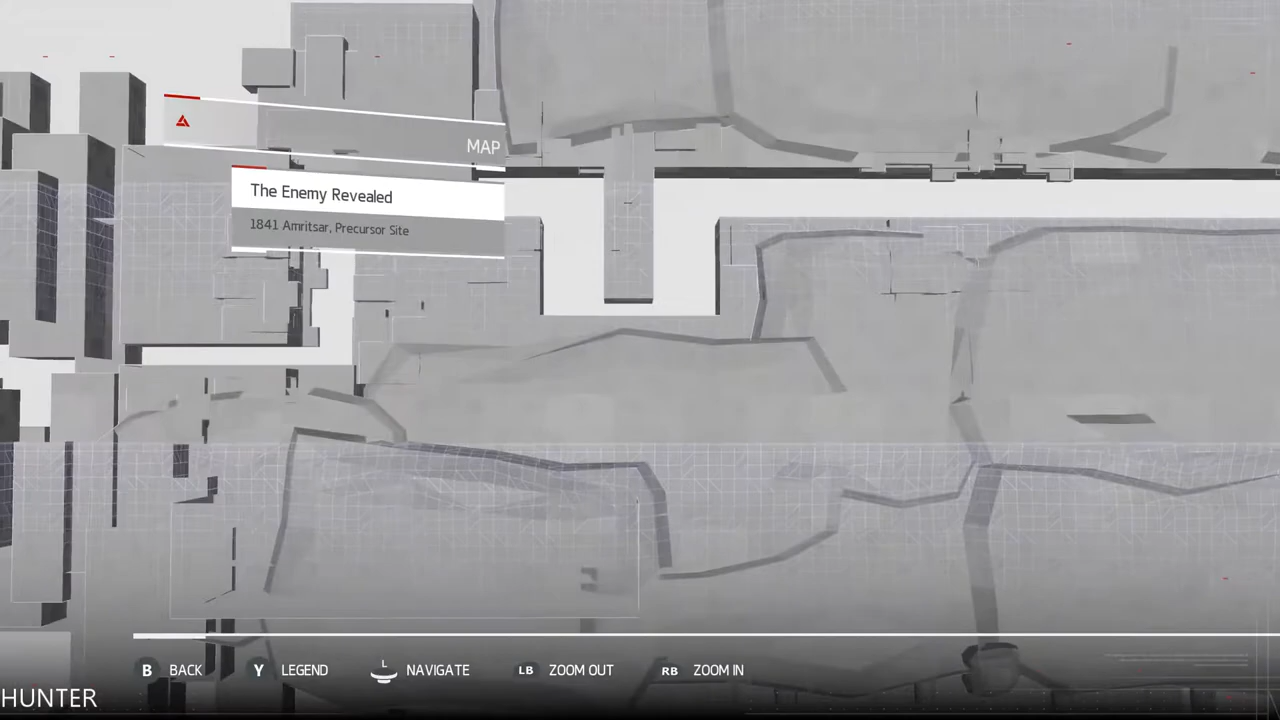 MAP
The Enemy Revealed
1841 Amritsar, Precursor Site
B BACK Y LEGEND L NAVIGATE LB ZOOM OUT RB ZOOM IN
HUNTER